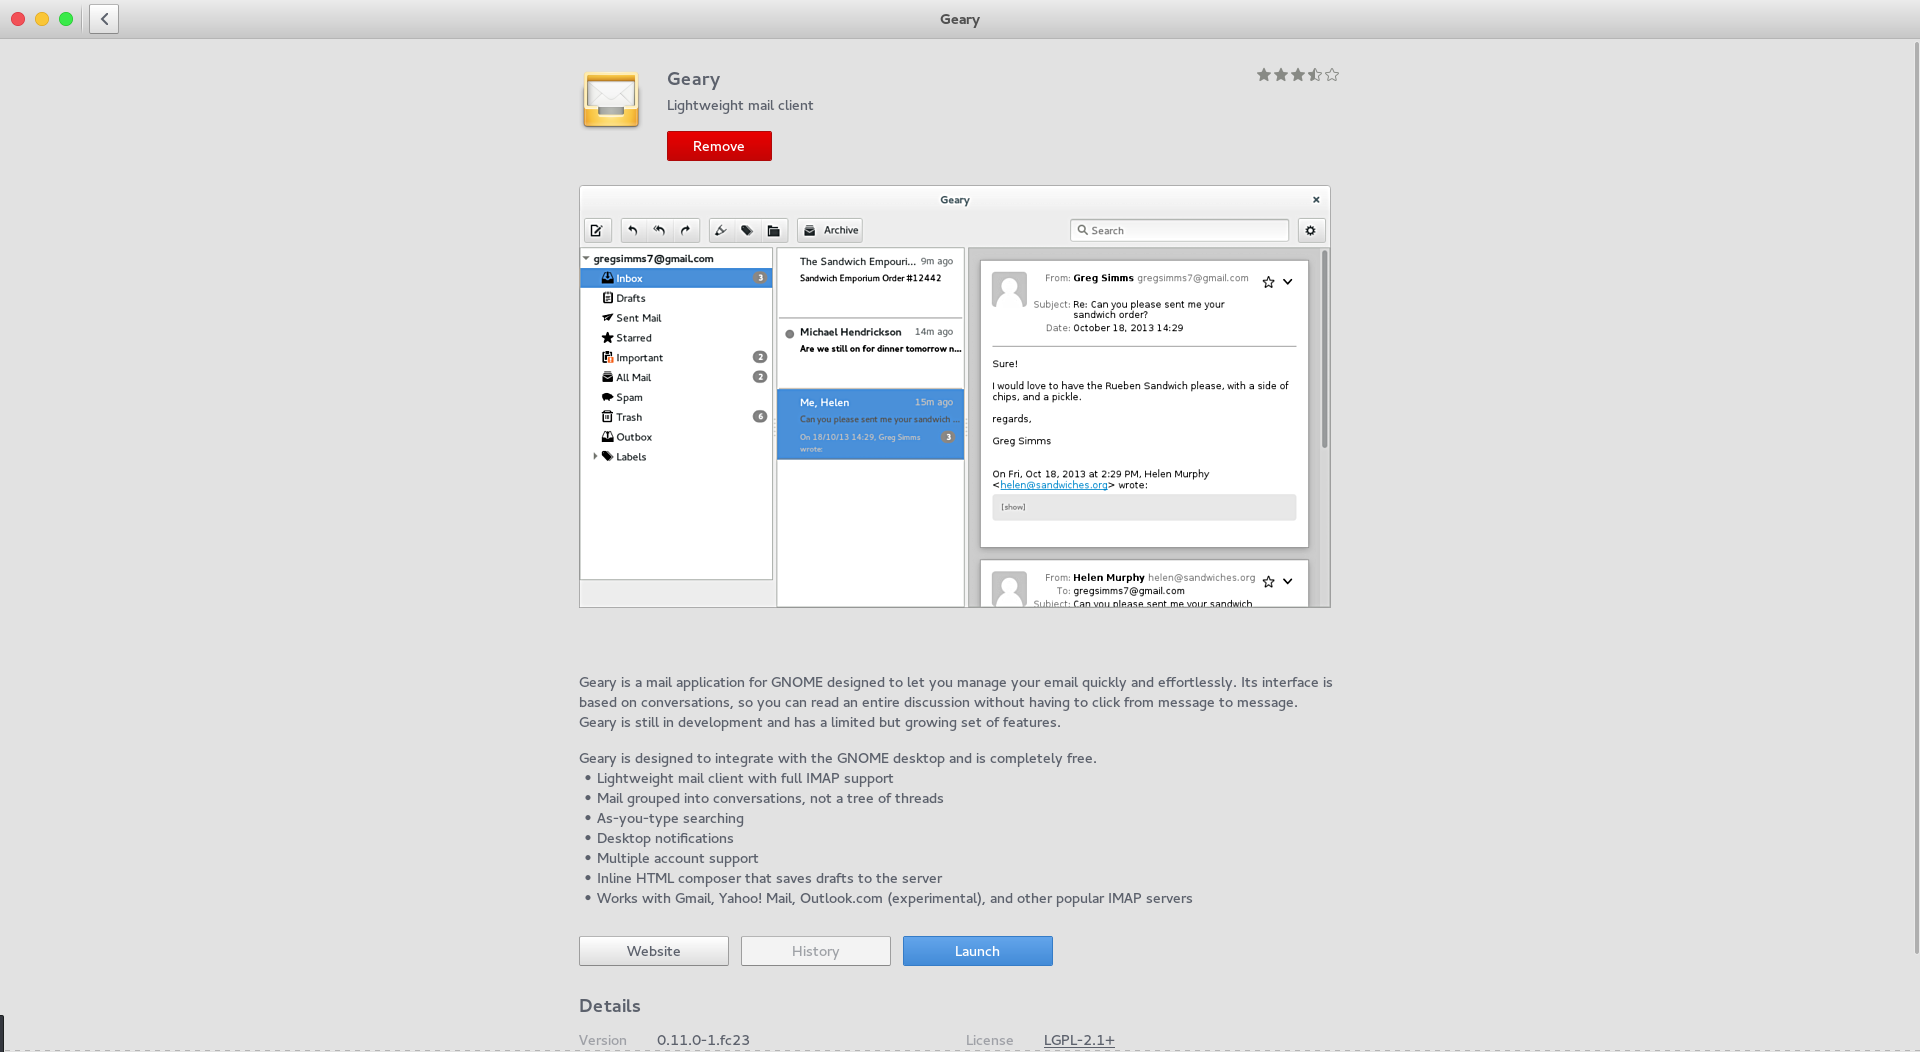 Geary
Geary
Lightweight mail client
Remove
Geary
Archive
Search
gregsimms7@gmail.com
Inbox 3
Drafts
Sent Mail
Starred
Important 2
All Mail 2
Spam
Trash 6
Outbox
Labels
The Sandwich Empouri... 9m ago
Sandwich Emporium Order #12442
Michael Hendrickson 14m ago
Are we still on for dinner tomorrow n...
Me, Helen 15m ago
Can you please sent me your sandwich ...
On 18/10/13 14:29, Greg Simms 3
wrote:
From: Greg Simms gregsimms7@gmail.com
Subject: Re: Can you please sent me your
sandwich order?
Date: October 18, 2013 14:29
Sure!
I would love to have the Rueben Sandwich please, with a side of
chips, and a pickle.
regards,
Greg Simms
On Fri, Oct 18, 2013 at 2:29 PM, Helen Murphy
<helen@sandwiches.org> wrote:
[show]
From: Helen Murphy helen@sandwiches.org
To: gregsimms7@gmail.com
Subject: Can you please sent me your sandwich
Geary is a mail application for GNOME designed to let you manage your email quickly and effortlessly. Its interface is
based on conversations, so you can read an entire discussion without having to click from message to message.
Geary is still in development and has a limited but growing set of features.
Geary is designed to integrate with the GNOME desktop and is completely free.
• Lightweight mail client with full IMAP support
• Mail grouped into conversations, not a tree of threads
• As-you-type searching
• Desktop notifications
• Multiple account support
• Inline HTML composer that saves drafts to the server
• Works with Gmail, Yahoo! Mail, Outlook.com (experimental), and other popular IMAP servers
Website
History
Launch
Details
Version 0.11.0-1.fc23
License LGPL-2.1+